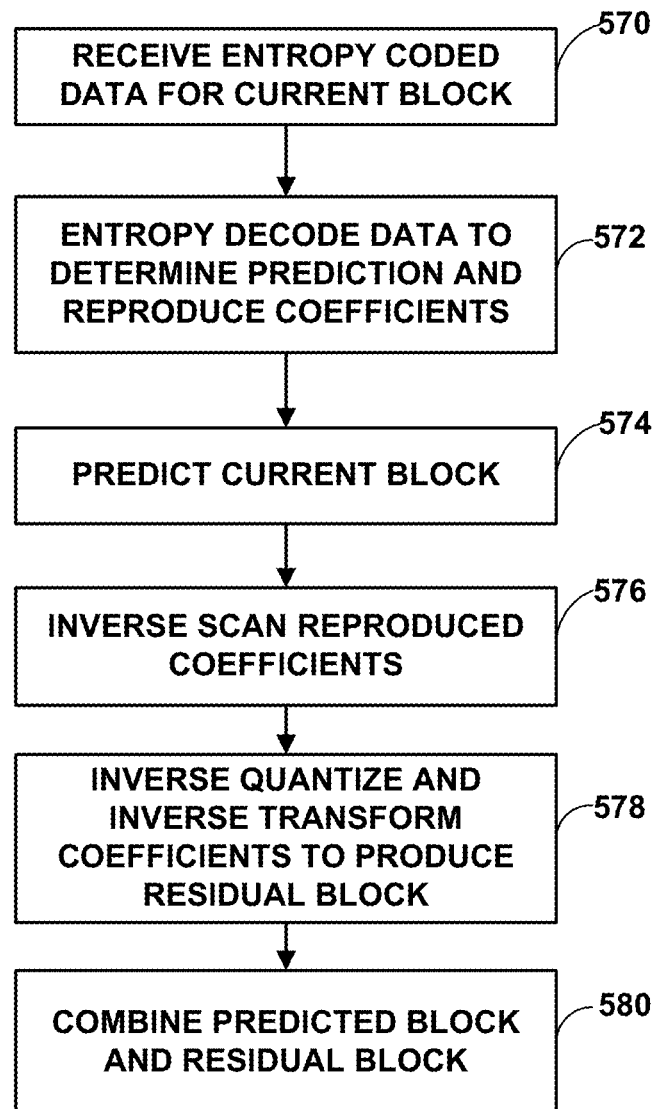 570
RECEIVE ENTROPY CODED
DATA FOR CURRENT BLOCK
572
ENTROPY DECODE DATA TO
DETERMINE PREDICTION AND
REPRODUCE COEFFICIENTS
574
PREDICT CURRENT BLOCK
576
INVERSE SCAN REPRODUCED
COEFFICIENTS
578
INVERSE QUANTIZE AND
INVERSE TRANSFORM
COEFFICIENTS TO PRODUCE
RESIDUAL BLOCK
580
COMBINE PREDICTED BLOCK
AND RESIDUAL BLOCK